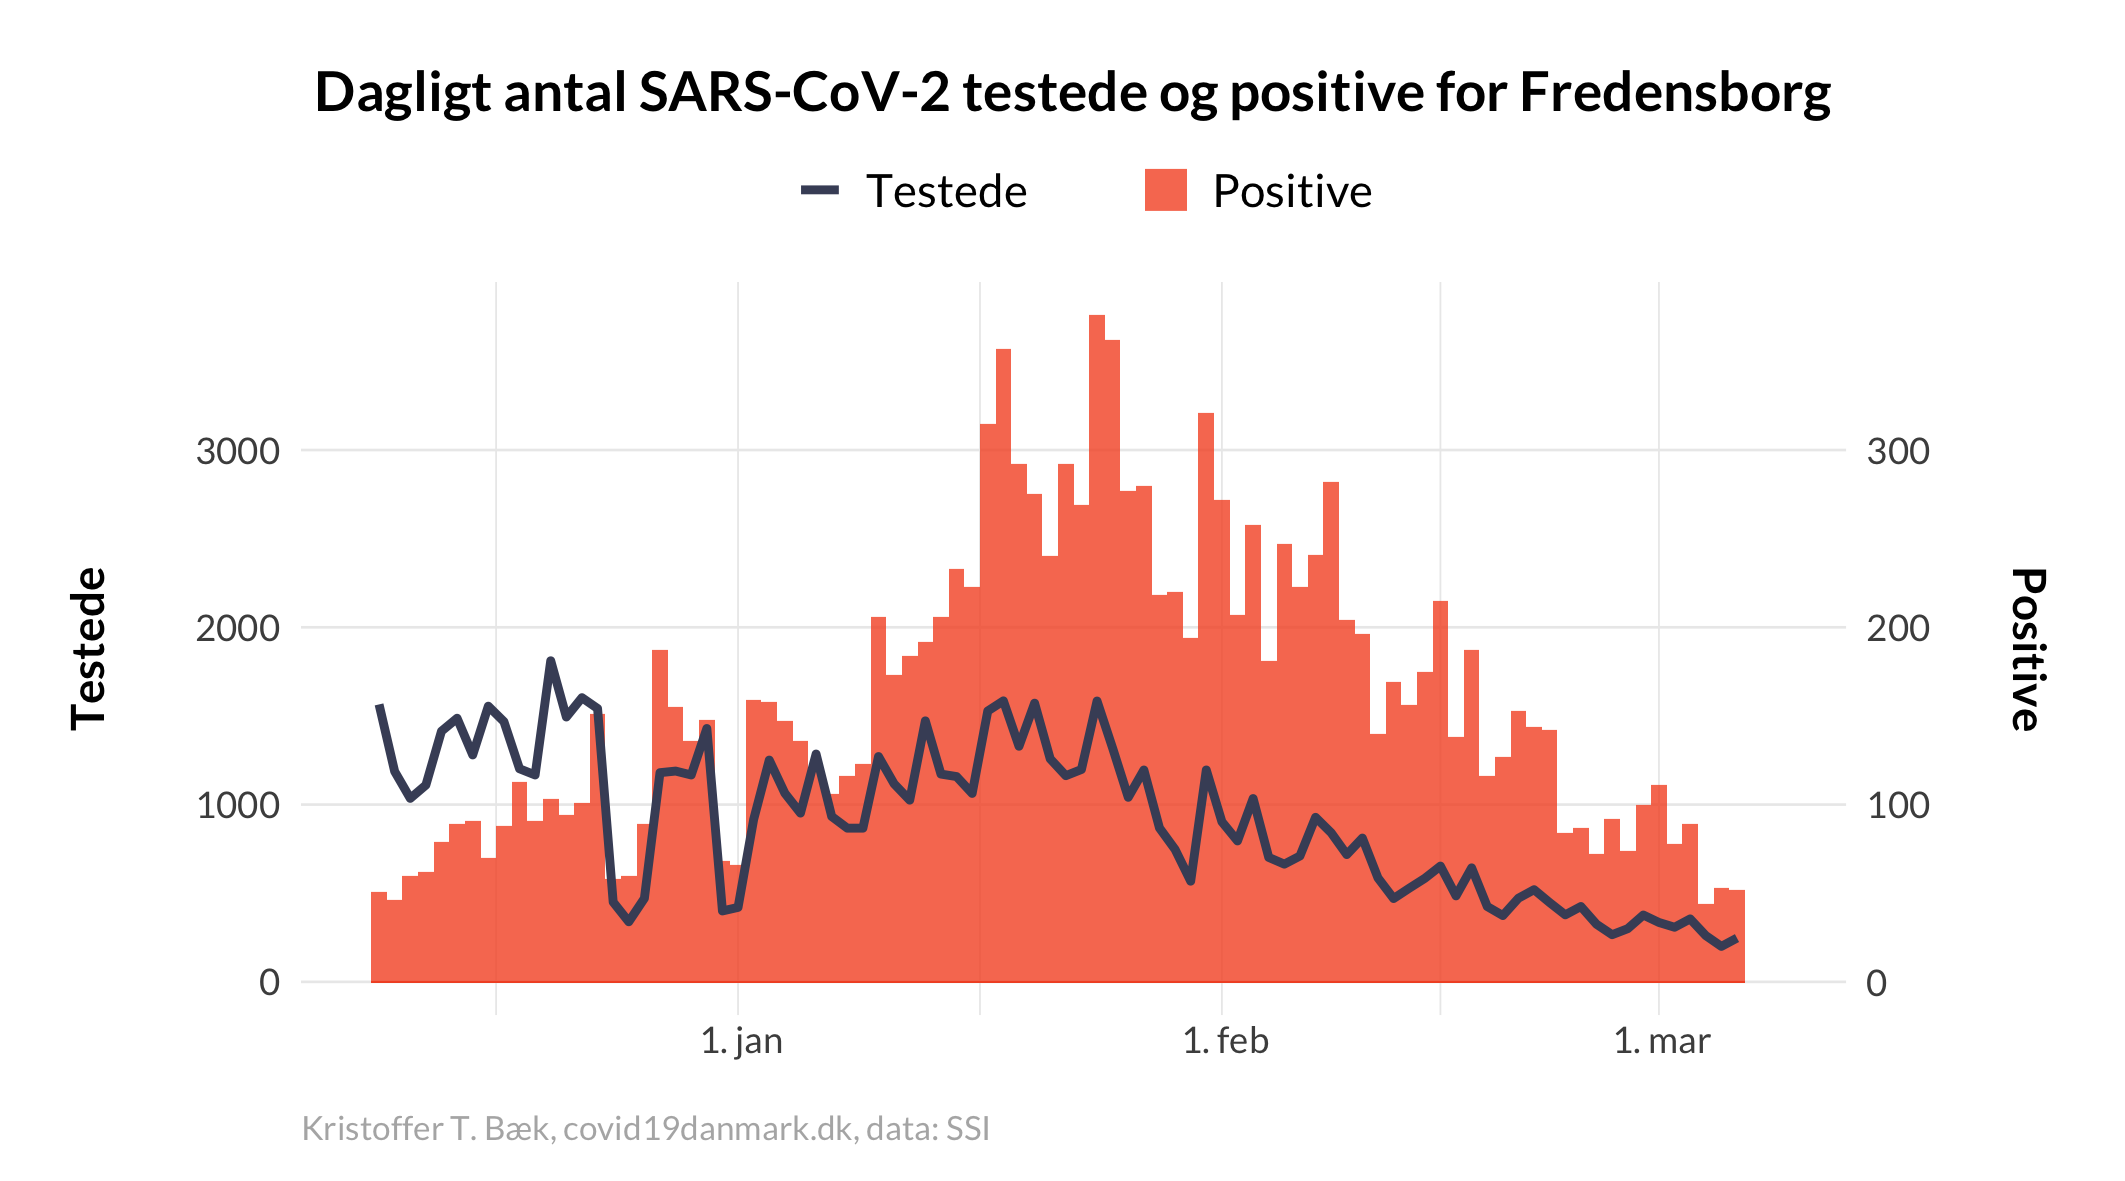 Dagligt antal SARS-CoV-2 testede og positive for Fredensborg
Testede
Positive
3000
2000
1000
0
300
200
100
0
Testede
Positive
1. jan
1. feb
1. mar
Kristoffer T. Bæk, covid19danmark.dk, data: SSI